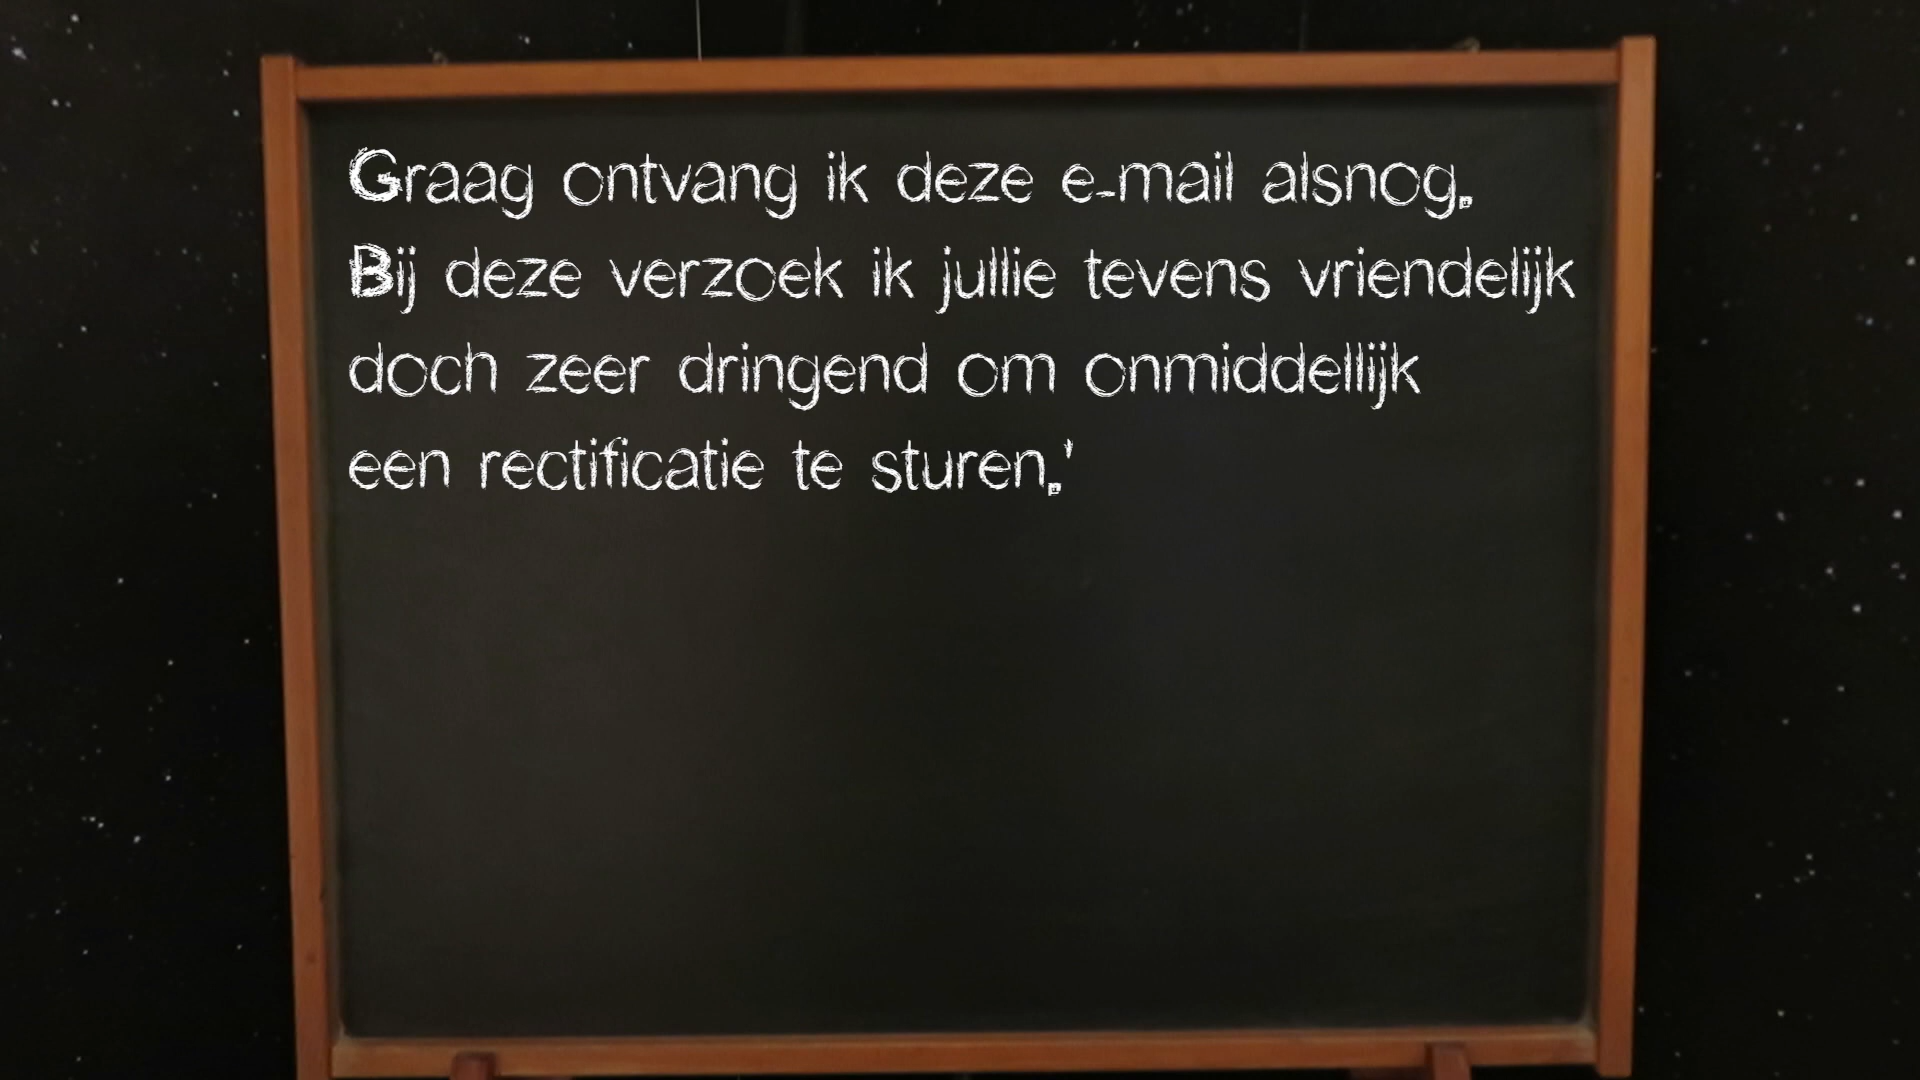 Graag ontvang ik deze e-mail alsnog.
Bij deze verzoek ik jullie tevens vriendelijk
doch zeer dringend om onmiddellijk
een rectificatie te sturen.'